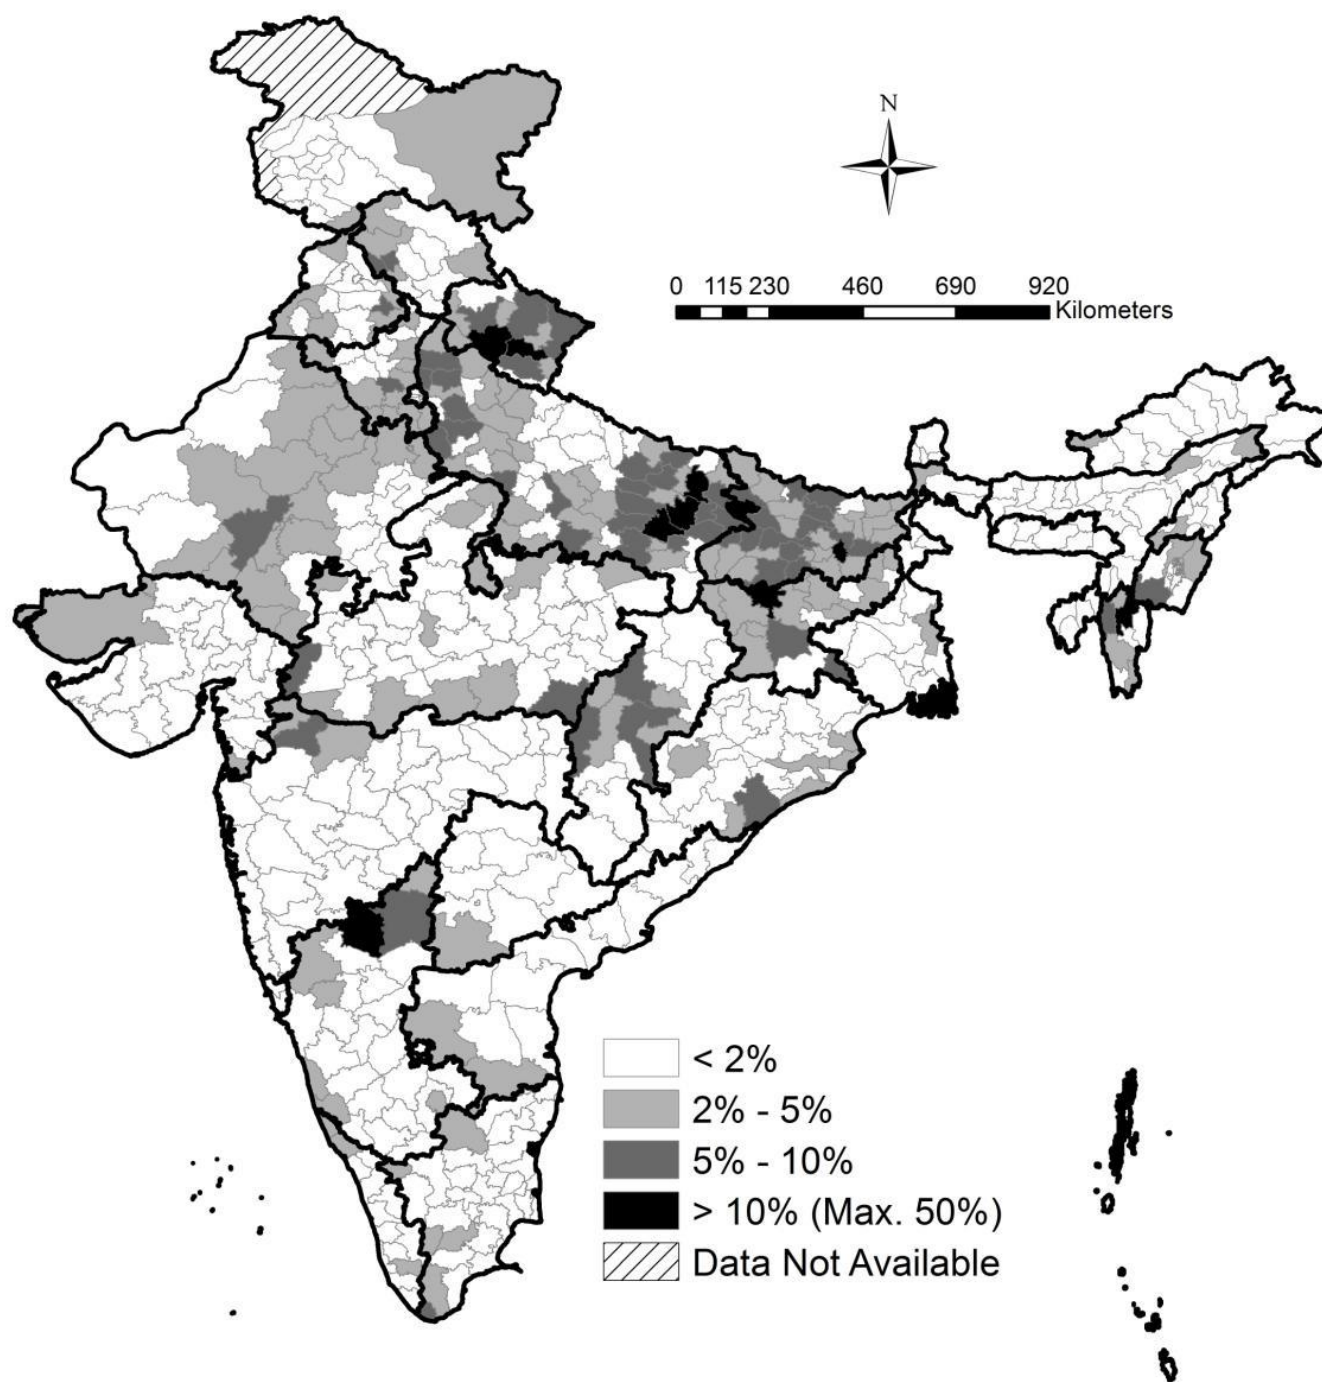 N
0 115 230 460 690 920
Kilometers
< 2%
2% - 5%
5% - 10%
> 10% (Max. 50%)
Data Not Available